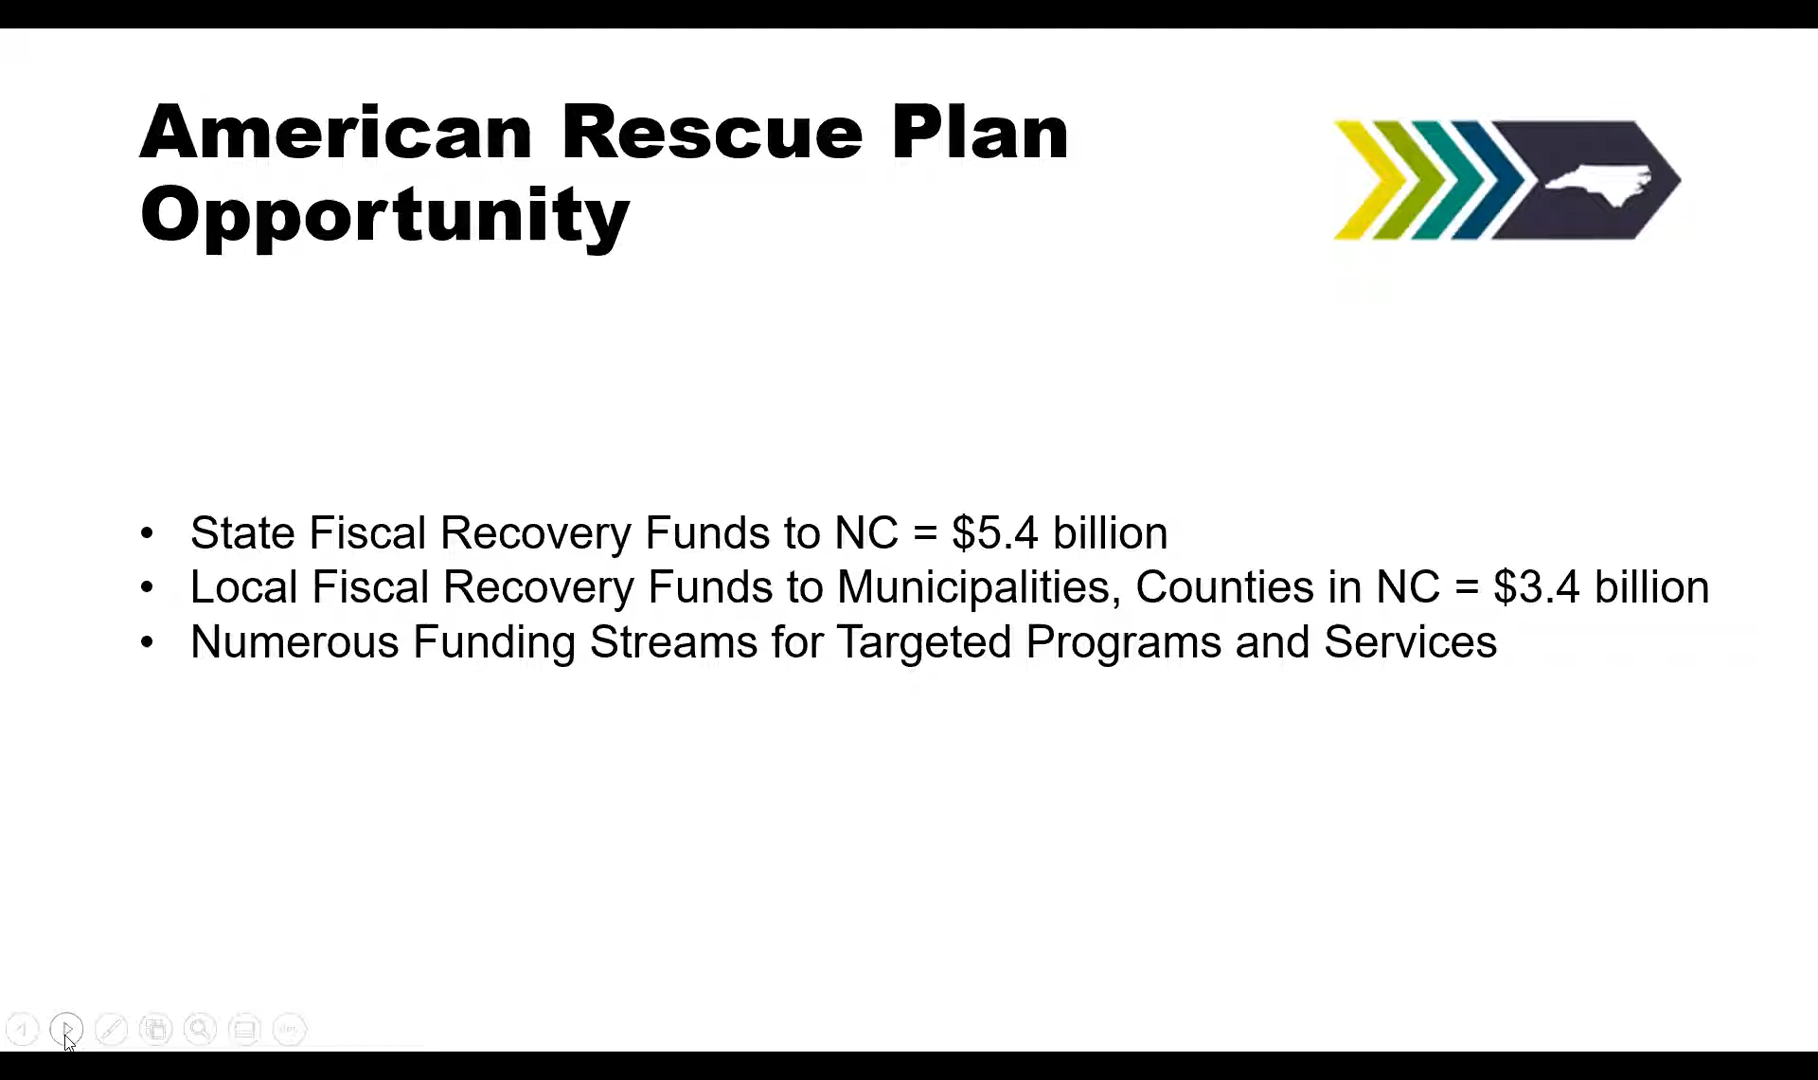 American Rescue Plan
Opportunity
• State Fiscal Recovery Funds to NC = $5.4 billion
• Local Fiscal Recovery Funds to Municipalities, Counties in NC = $3.4 billion
• Numerous Funding Streams for Targeted Programs and Services